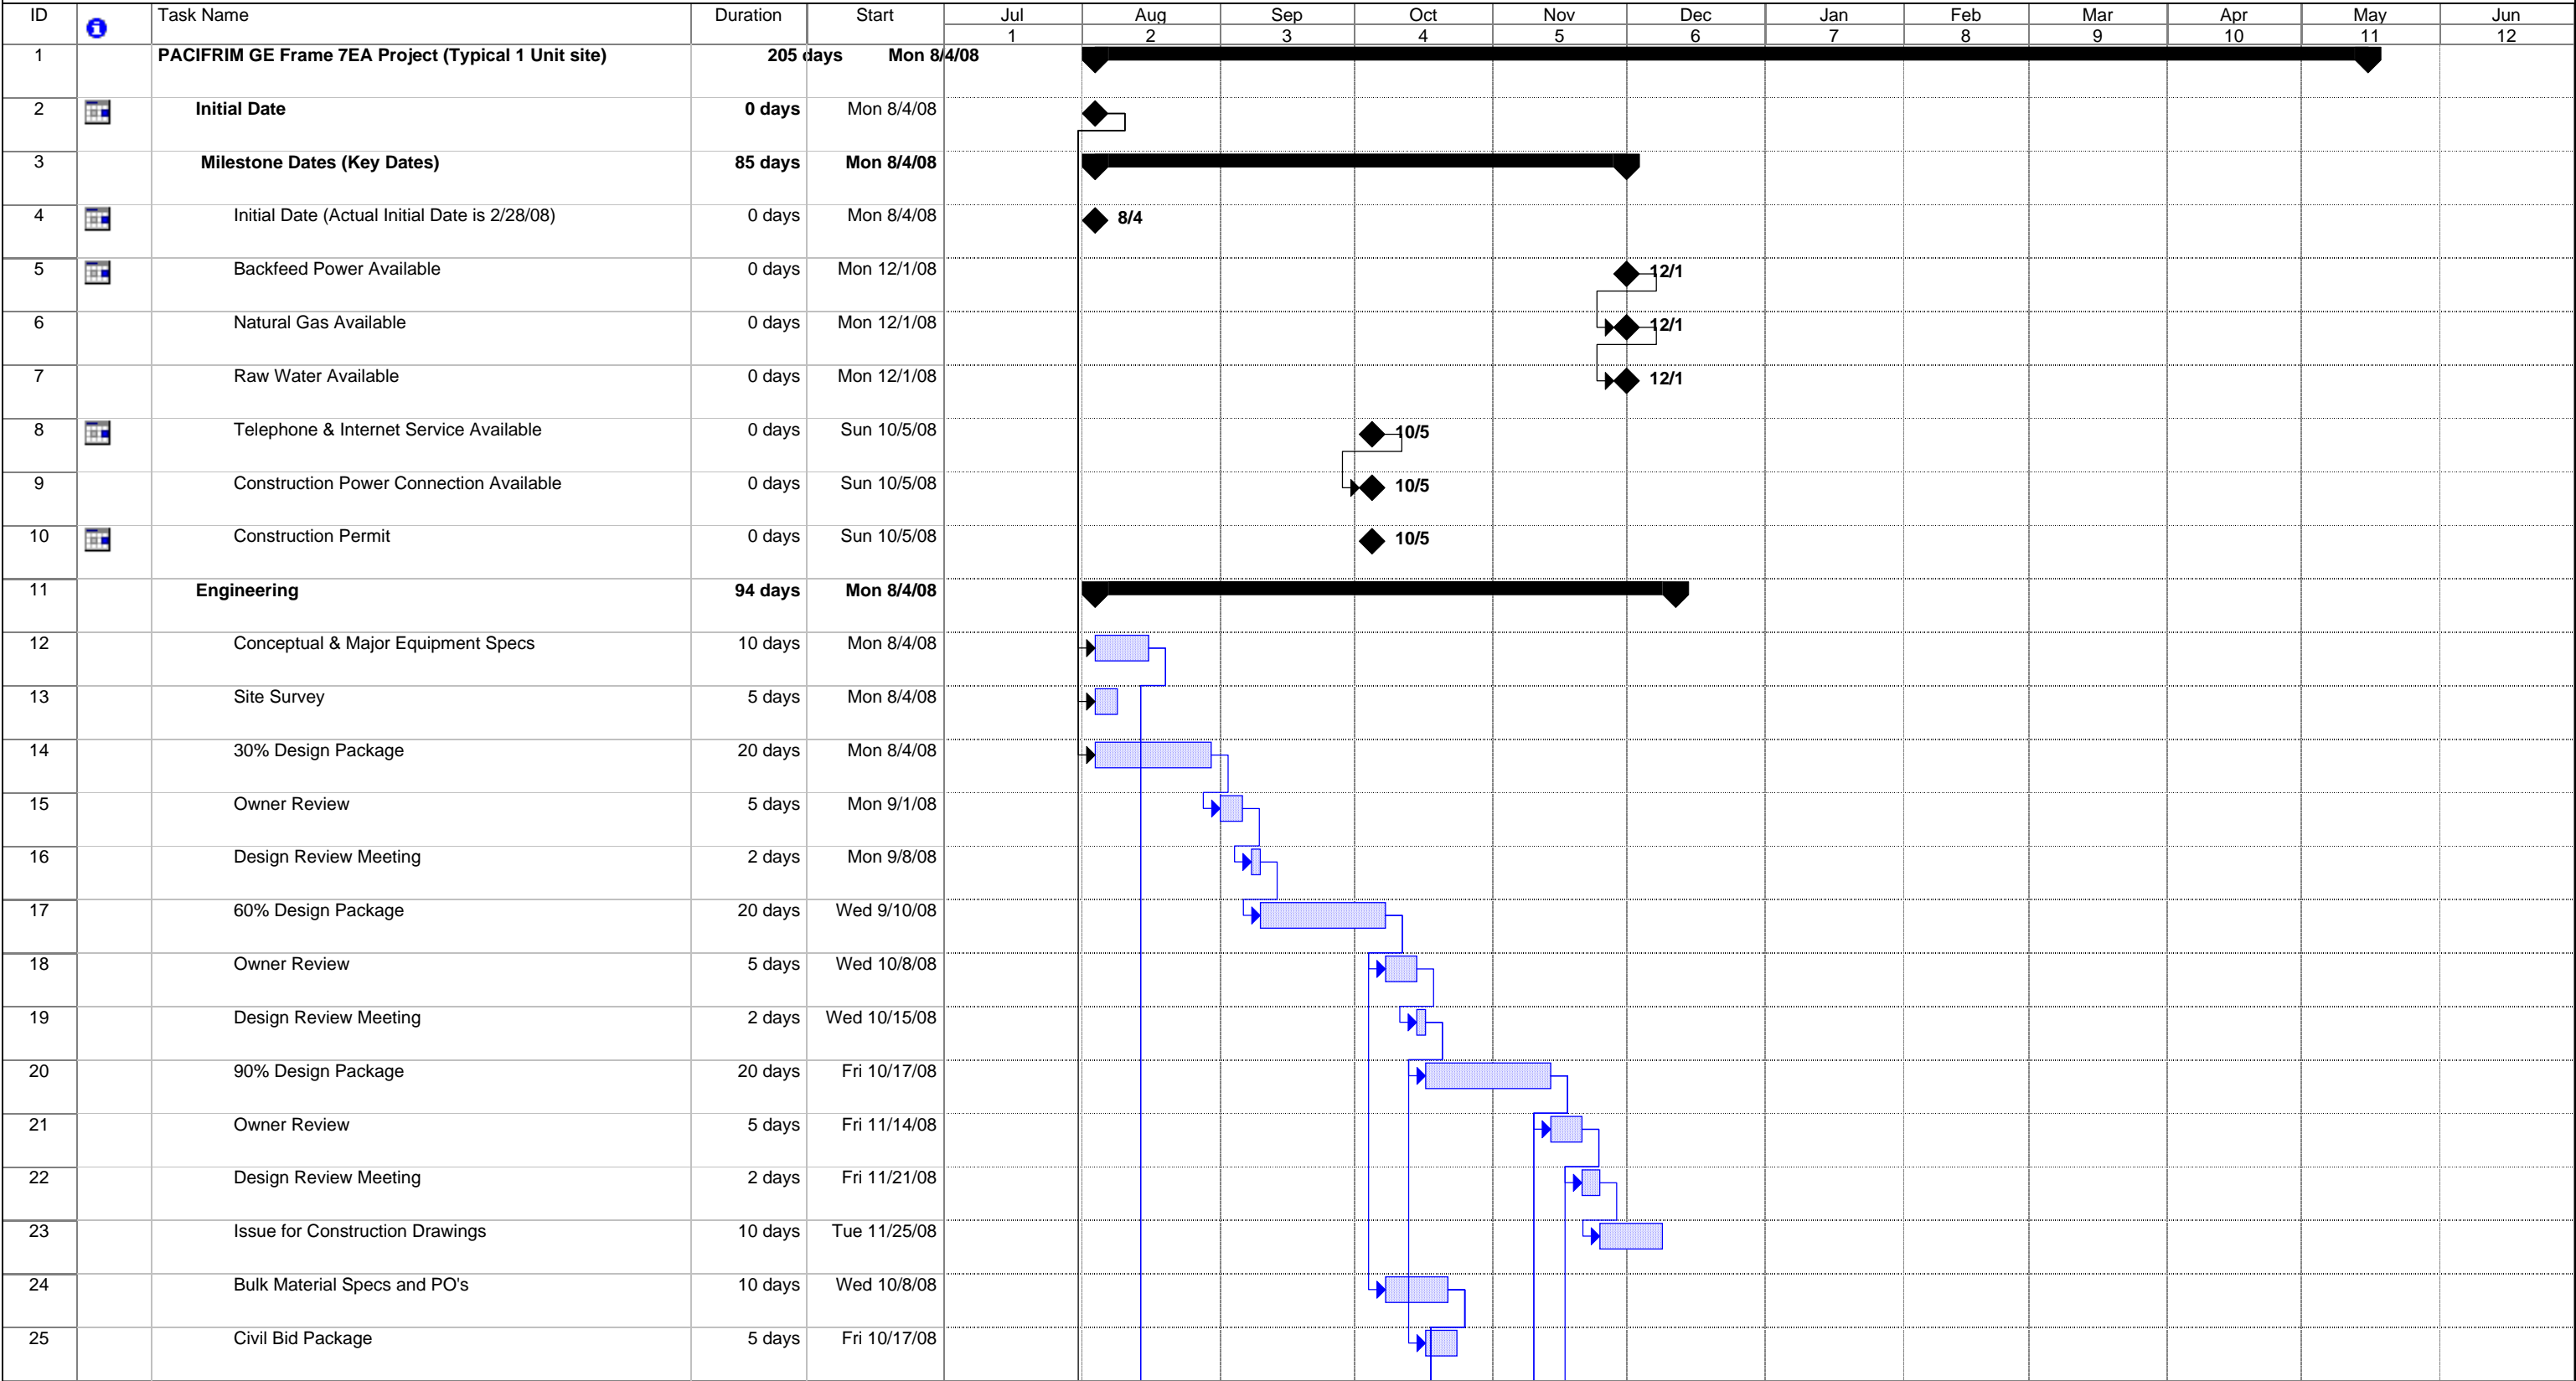 ID Task Name Duration Start Jul Aug Sep Oct Nov Dec Jan Feb Mar Apr May Jun
1 2 3 4 5 6 7 8 9 10 11 12
1 PACIFRIM GE Frame 7EA Project (Typical 1 Unit site) 205 days Mon 8/4/08
2 Initial Date 0 days Mon 8/4/08
3 Milestone Dates (Key Dates) 85 days Mon 8/4/08
4 Initial Date (Actual Initial Date is 2/28/08) 0 days Mon 8/4/08 8/4
5 Backfeed Power Available 0 days Mon 12/1/08 12/1
6 Natural Gas Available 0 days Mon 12/1/08 12/1
7 Raw Water Available 0 days Mon 12/1/08 12/1
8 Telephone & Internet Service Available 0 days Sun 10/5/08 10/5
9 Construction Power Connection Available 0 days Sun 10/5/08 10/5
10 Construction Permit 0 days Sun 10/5/08 10/5
11 Engineering 94 days Mon 8/4/08
12 Conceptual & Major Equipment Specs 10 days Mon 8/4/08
13 Site Survey 5 days Mon 8/4/08
14 30% Design Package 20 days Mon 8/4/08
15 Owner Review 5 days Mon 9/1/08
16 Design Review Meeting 2 days Mon 9/8/08
17 60% Design Package 20 days Wed 9/10/08
18 Owner Review 5 days Wed 10/8/08
19 Design Review Meeting 2 days Wed 10/15/08
20 90% Design Package 20 days Fri 10/17/08
21 Owner Review 5 days Fri 11/14/08
22 Design Review Meeting 2 days Fri 11/21/08
23 Issue for Construction Drawings 10 days Tue 11/25/08
24 Bulk Material Specs and PO's 10 days Wed 10/8/08
25 Civil Bid Package 5 days Fri 10/17/08